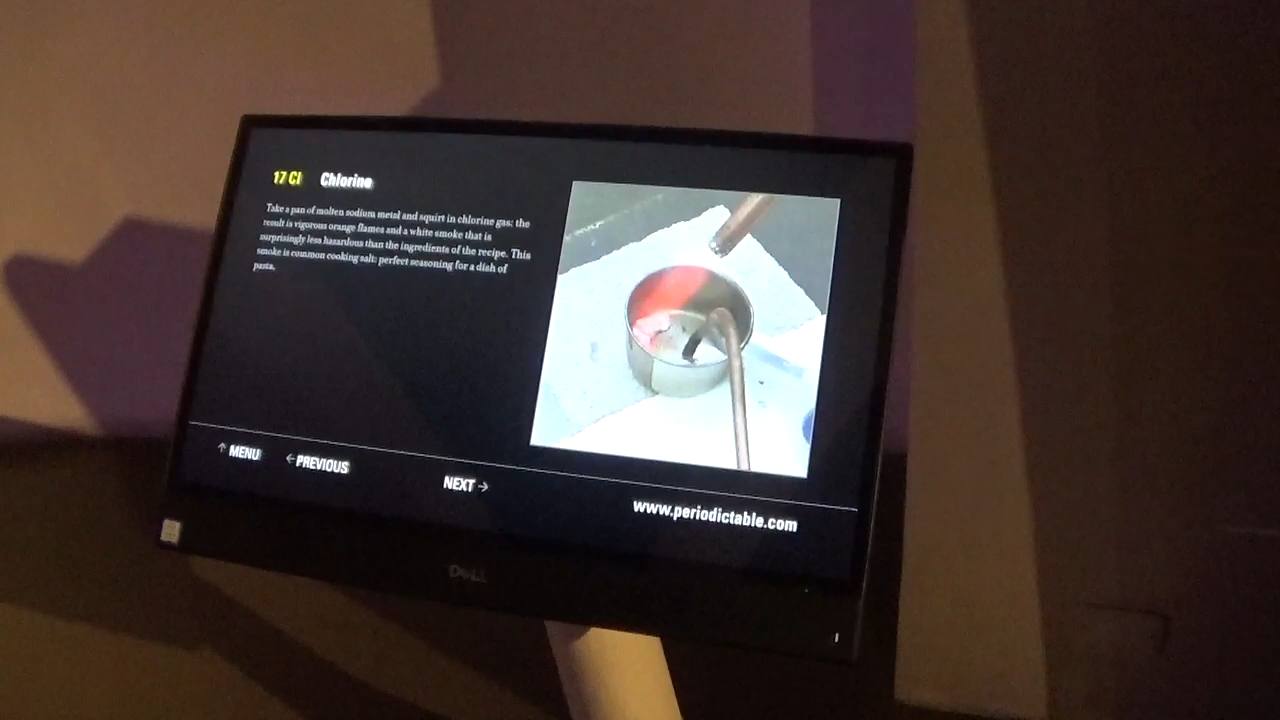 17 Cl Chlorine
Take a pan of molten sodium metal and squirt in chlorine gas: the
result is vigorous orange flames and a white smoke that is
surprisingly less hazardous than the ingredients of the recipe. This
smoke is common cooking salt: perfect seasoning for a dish of
pasta.
↑ MENU ← PREVIOUS NEXT →
www.periodictable.com
DELL